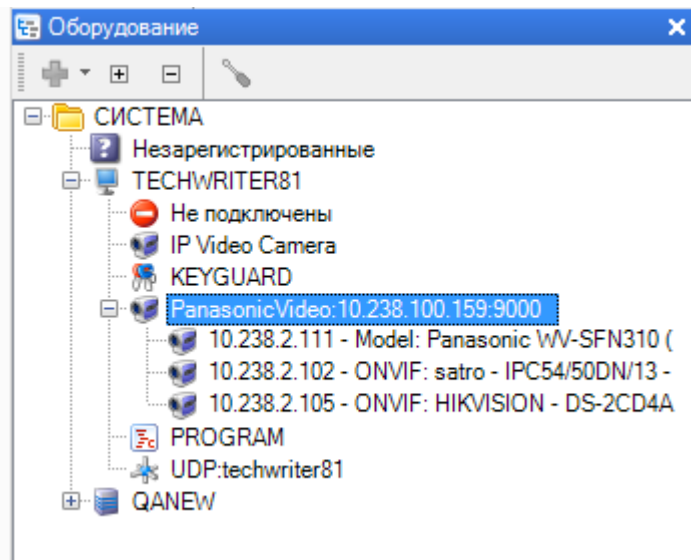 Оборудование
СИСТЕМА
Незарегистрированные
TECHWRITER81
Не подключены
IP Video Camera
KEYGUARD
PanasonicVideo:10.238.100.159:9000
10.238.2.111 - Model: Panasonic WV-SFN310 (
10.238.2.102 - ONVIF: satro - IPC54/50DN/13 -
10.238.2.105 - ONVIF: HIKVISION - DS-2CD4A
PROGRAM
UDP:techwriter81
QANEW